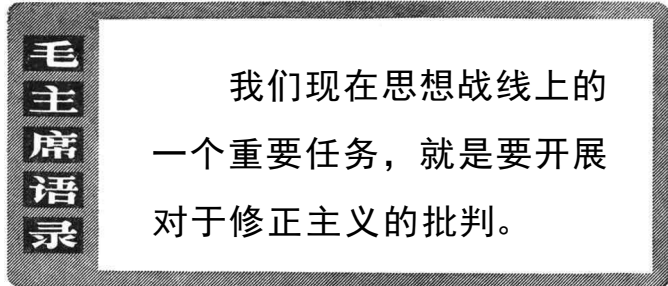 毛主席语录
我们现在思想战线上的
一个重要任务，就是要开展
对于修正主义的批判。